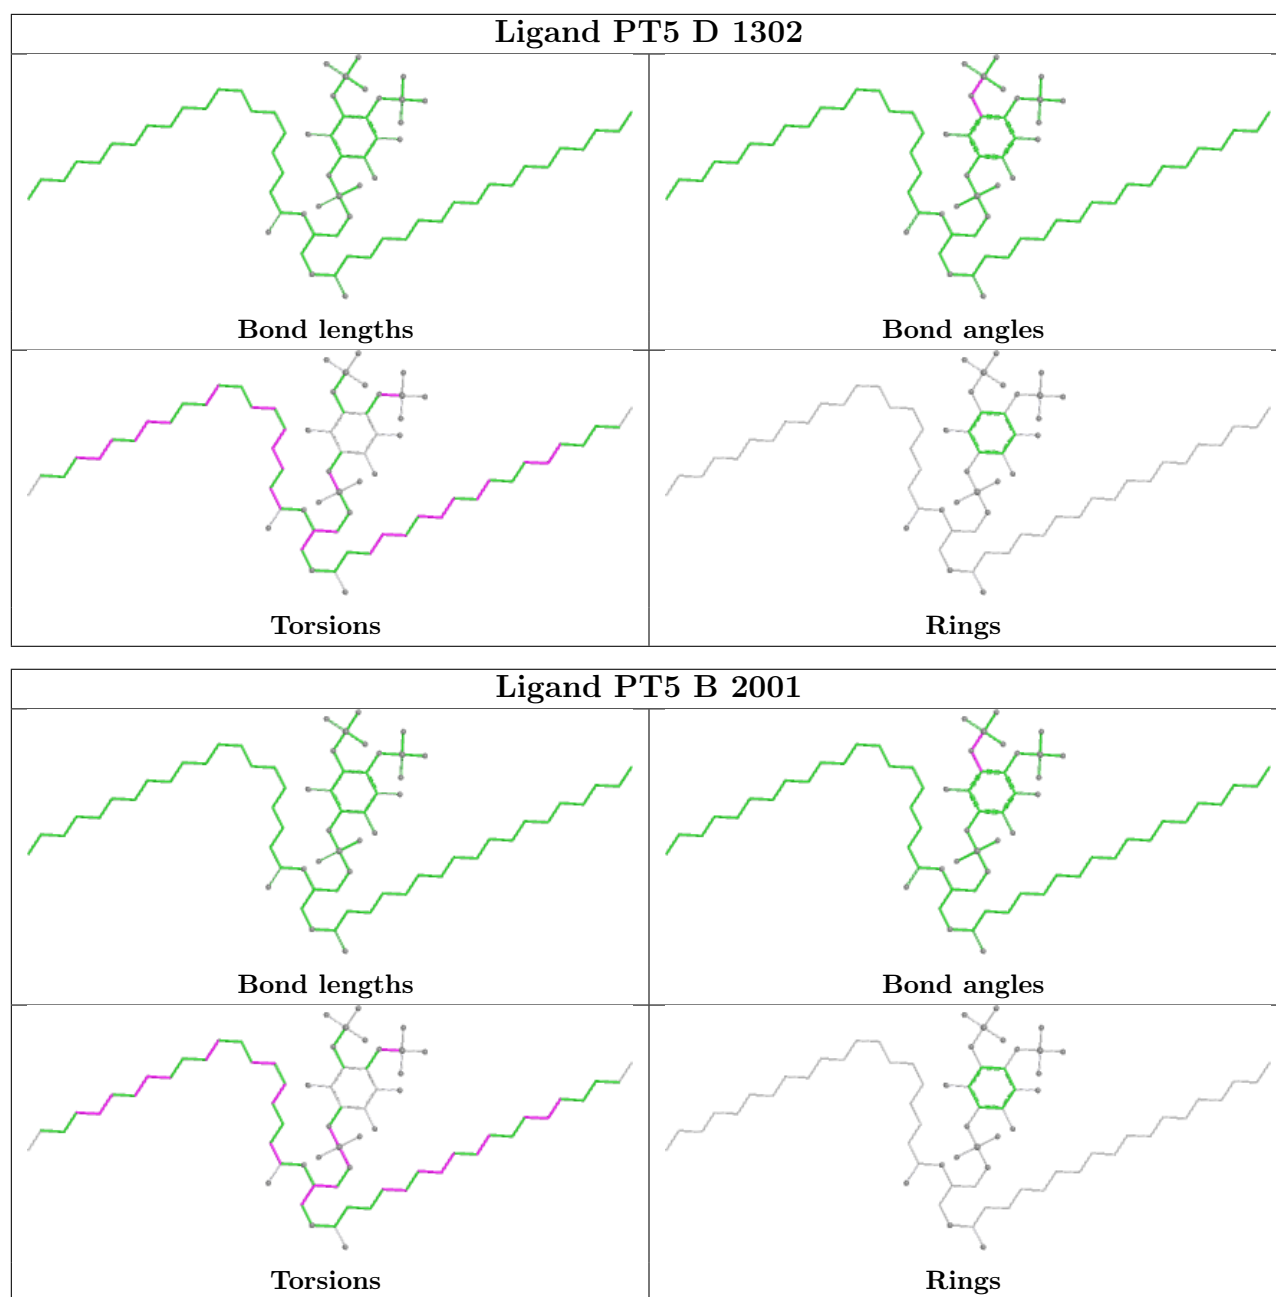 Ligand PT5 D 1302
Bond lengths
Bond angles
Torsions
Rings
Ligand PT5 B 2001
Bond lengths
Bond angles
Torsions
Rings